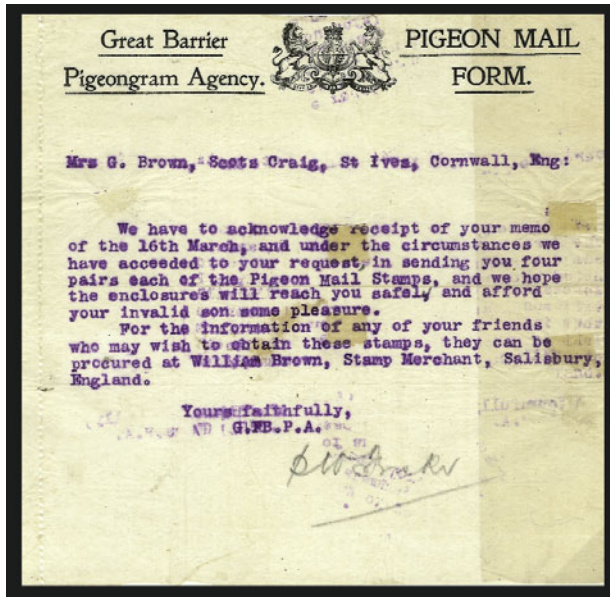 Great Barrier
Pigeongram Agency.
PIGEON MAIL
FORM.
Mrs G. Brown, Scots Craig, St Ives, Cornwall, Eng:
We have to acknowledge receipt of your memo
of the 16th March, and under the circumstances we
have acceeded to your request, in sending you four
pairs each of the Pigeon Mail Stamps, and we hope
the enclosures will reach you safely and afford
your invalid son some pleasure.
For the information of any of your friends
who may wish to obtain these stamps, they can be
procured at William Brown, Stamp Merchant, Salisbury,
England.
Yours faithfully,
G.PB.P.A.